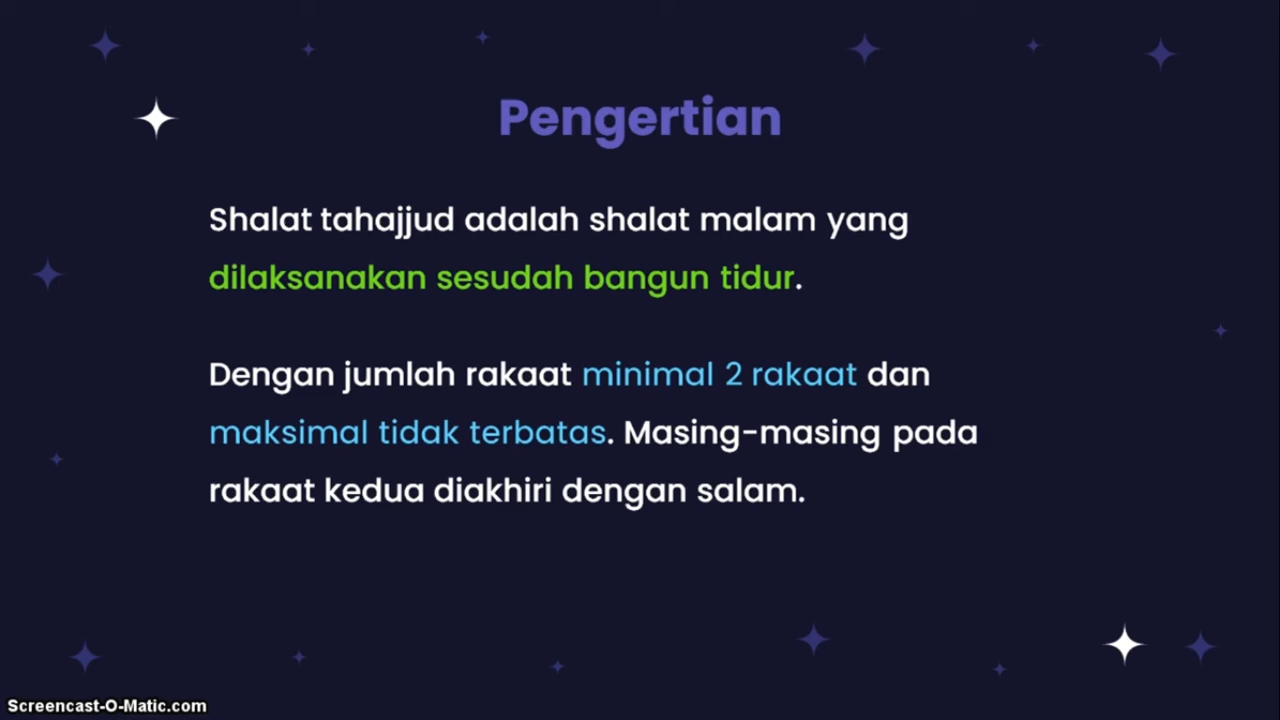 Pengertian
Shalat tahajjud adalah shalat malam yang
dilaksanakan sesudah bangun tidur.
Dengan jumlah rakaat minimal 2 rakaat dan
maksimal tidak terbatas. Masing-masing pada
rakaat kedua diakhiri dengan salam.
Screencast-O-Matic.com